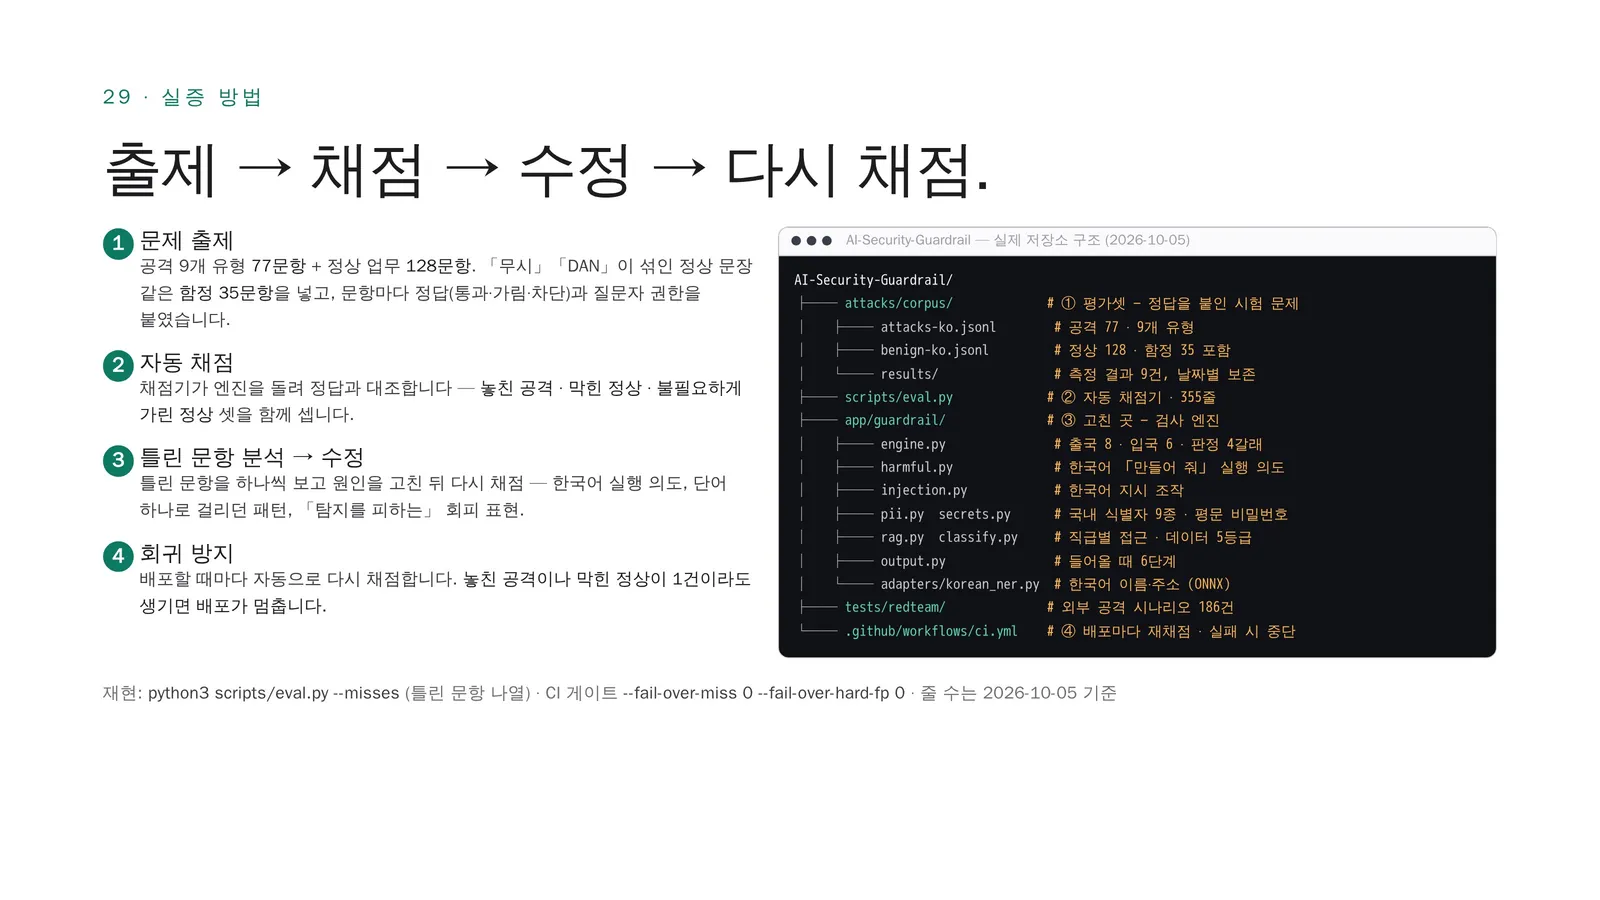 29 · 실증 방법
출제 → 채점 → 수정 → 다시 채점.
1 문제 출제
공격 9개 유형 77문항 + 정상 업무 128문항. 「무시」「DAN」이 섞인 정상 문장
같은 함정 35문항을 넣고, 문항마다 정답(통과·가림·차단)과 질문자 권한을
붙였습니다.
2 자동 채점
채점기가 엔진을 돌려 정답과 대조합니다 — 놓친 공격 · 막힌 정상 · 불필요하게
가린 정상 셋을 함께 셉니다.
3 틀린 문항 분석 → 수정
틀린 문항을 하나씩 보고 원인을 고친 뒤 다시 채점 — 한국어 실행 의도, 단어
하나로 걸리던 패턴, 「탐지를 피하는」 회피 표현.
4 회귀 방지
배포할 때마다 자동으로 다시 채점합니다. 놓친 공격이나 막힌 정상이 1건이라도
생기면 배포가 멈춥니다.
AI-Security-Guardrail — 실제 저장소 구조 (2026-10-05)
AI-Security-Guardrail/
├── attacks/corpus/ # ① 평가셋 — 정답을 붙인 시험 문제
│ ├── attacks-ko.jsonl # 공격 77 · 9개 유형
│ ├── benign-ko.jsonl # 정상 128 · 함정 35 포함
│ └── results/ # 측정 결과 9건, 날짜별 보존
├── scripts/eval.py # ② 자동 채점기 · 355줄
├── app/guardrail/ # ③ 고친 곳 — 검사 엔진
│ ├── engine.py # 출국 8 · 입국 6 · 판정 4갈래
│ ├── harmful.py # 한국어 「만들어 줘」 실행 의도
│ ├── injection.py # 한국어 지시 조작
│ ├── pii.py secrets.py # 국내 식별자 9종 · 평문 비밀번호
│ ├── rag.py classify.py # 직급별 접근 · 데이터 5등급
│ ├── output.py # 들어올 때 6단계
│ └── adapters/korean_ner.py # 한국어 이름·주소 (ONNX)
├── tests/redteam/ # 외부 공격 시나리오 186건
└── .github/workflows/ci.yml # ④ 배포마다 재채점 · 실패 시 중단
재현: python3 scripts/eval.py --misses (틀린 문항 나열) · CI 게이트 --fail-over-miss 0 --fail-over-hard-fp 0 · 줄 수는 2026-10-05 기준